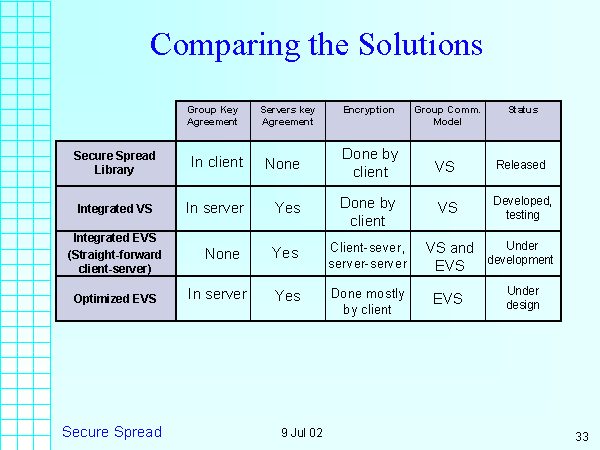 Comparing the Solutions
Group Key
Agreement
Servers key
Agreement
Encryption
Group Comm.
Model
Status
Secure Spread
Library
In client
None
Done by
client
VS
Released
Integrated VS
In server
Yes
Done by
client
VS
Developed,
testing
Integrated EVS
(Straight-forward
client-server)
None
Yes
Client-sever,
server-server
VS and
EVS
Under
development
Optimized EVS
In server
Yes
Done mostly
by client
EVS
Under
design
Secure Spread
9 Jul 02
33